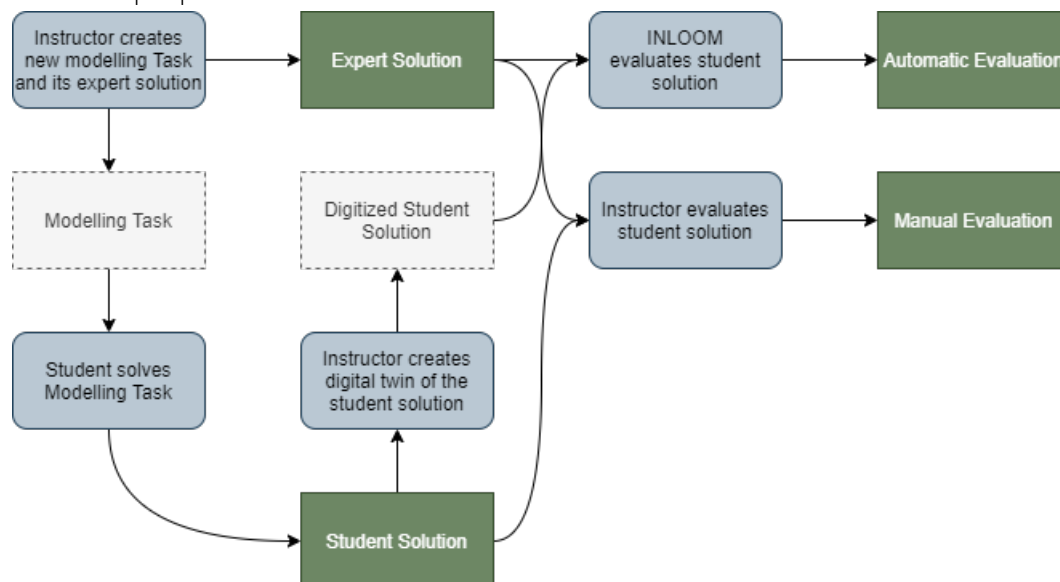 Instructor creates
new modelling Task
and its expert solution
Expert Solution
INLOOM
evaluates student
solution
Automatic Evaluation
Modelling Task
Digitized Student
Solution
Instructor evaluates
student solution
Manual Evaluation
Student solves
Modelling Task
Instructor creates
digital twin of the
student solution
Student Solution